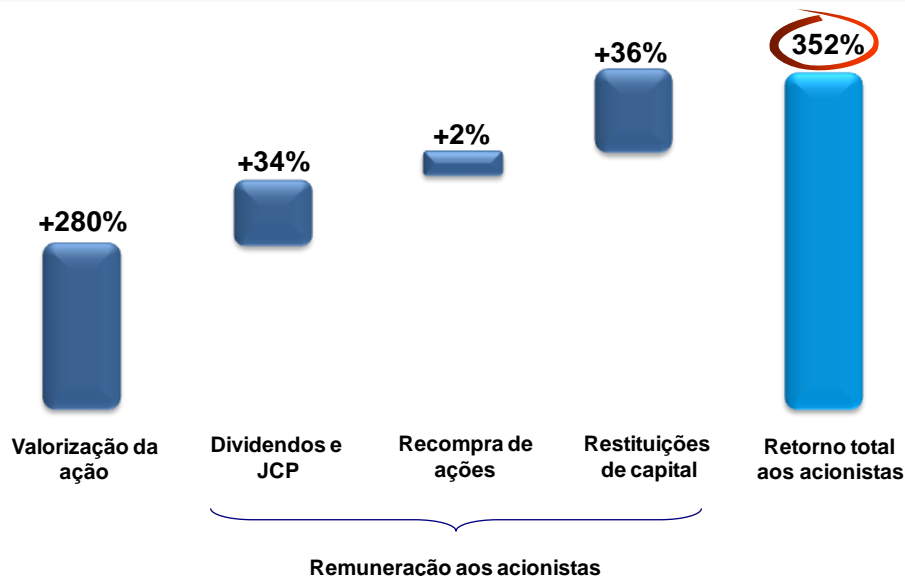 352%
+36%
+2%
+34%
+280%
Valorização da
ação
Dividendos e
JCP
Recompra de
ações
Restituições
de capital
Retorno total
aos acionistas
Remuneração aos acionistas